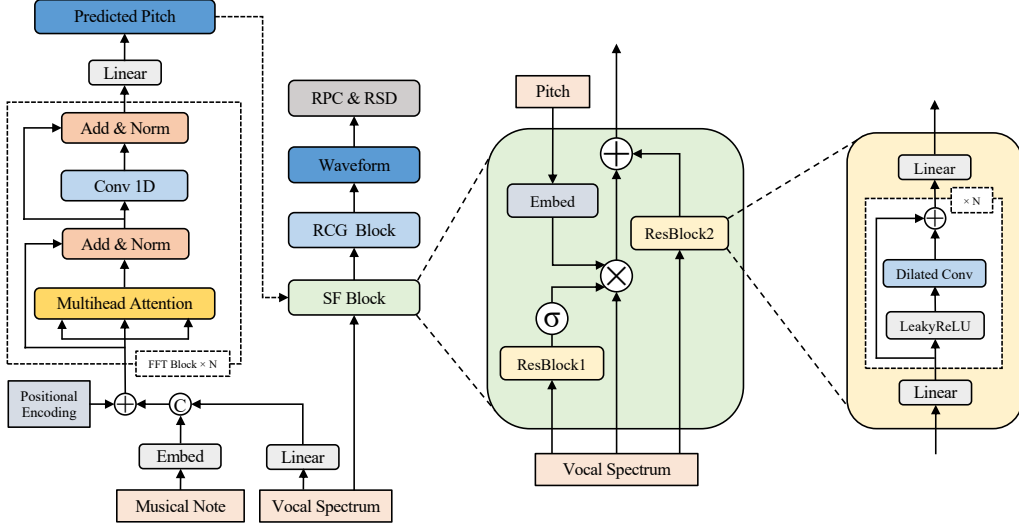 Predicted Pitch
Linear
Add & Norm
Conv 1D
Add & Norm
Multihead Attention
FFT Block × N
Positional
Encoding
C
Embed
Linear
Musical Note
Vocal Spectrum
RPC & RSD
Waveform
RCG Block
SF Block
Pitch
Embed
ResBlock2
σ
ResBlock1
Vocal Spectrum
Linear
× N
Dilated Conv
LeakyReLU
Linear